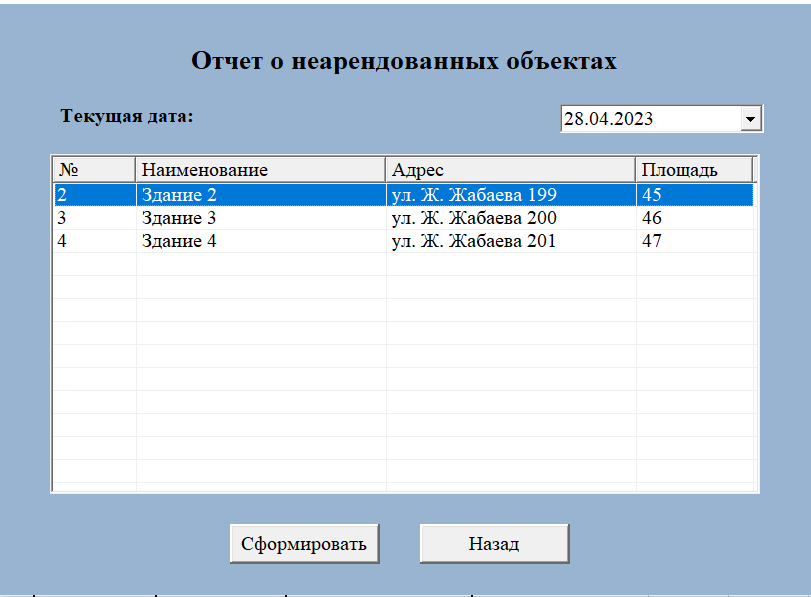 Отчет о неарендованных объектах
Текущая дата: 28.04.2023
№ Наименование Адрес Площадь
2 Здание 2 ул. Ж. Жабаева 199 45
3 Здание 3 ул. Ж. Жабаева 200 46
4 Здание 4 ул. Ж. Жабаева 201 47
Сформировать Назад